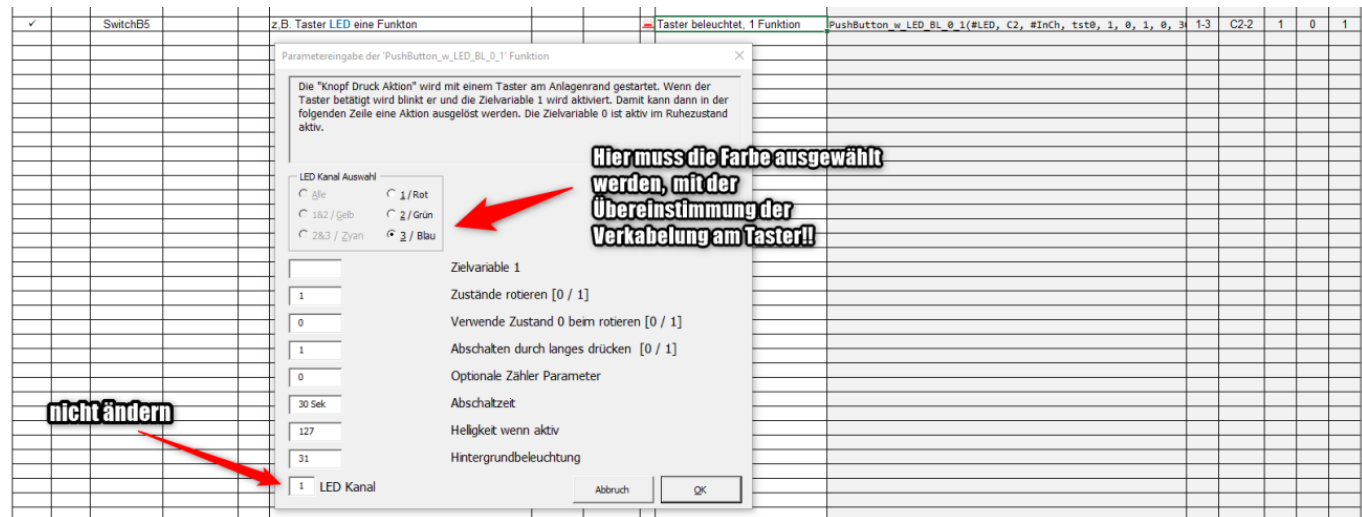 ✓ SwitchB5 z,B. Taster LED eine Funkton Taster beleuchtet, 1 Funktion PushButton_w_LED_BL_0_1(#LED, C2, #InCh, tst0, 1, 0, 1, 0, 1-3 C2-2 1 0 1
Parametereingabe der 'PushButton_w_LED_BL_0_1' Funktion
Die "Knopf Druck Aktion" wird mit einem Taster am Anlagenrand gestartet. Wenn der
Taster betätigt wird blinkt er und die Zielvariable 1 wird aktiviert. Damit kann dann in der
folgenden Zeile eine Aktion ausgelöst werden. Die Zielvariable 0 ist aktiv im Ruhezustand
aktiv.
Hier muss die Farbe ausgewählt
werden, mit der
Übereinstimmung der
Verkabelung am Taster!!
LED Kanal Auswahl
Alle 1 / Rot
1&2 / Gelb 2 / Grün
2&3 / Zyan 3 / Blau
Zielvariable 1
1 Zustände rotieren [0 / 1]
0 Verwende Zustand 0 beim rotieren [0 / 1]
1 Abschalten durch langes drücken [0 / 1]
0 Optionale Zähler Parameter
30 Sek Abschaltzeit
nicht ändern
127 Helligkeit wenn aktiv
31 Hintergrundbeleuchtung
1 LED Kanal
Abbruch OK